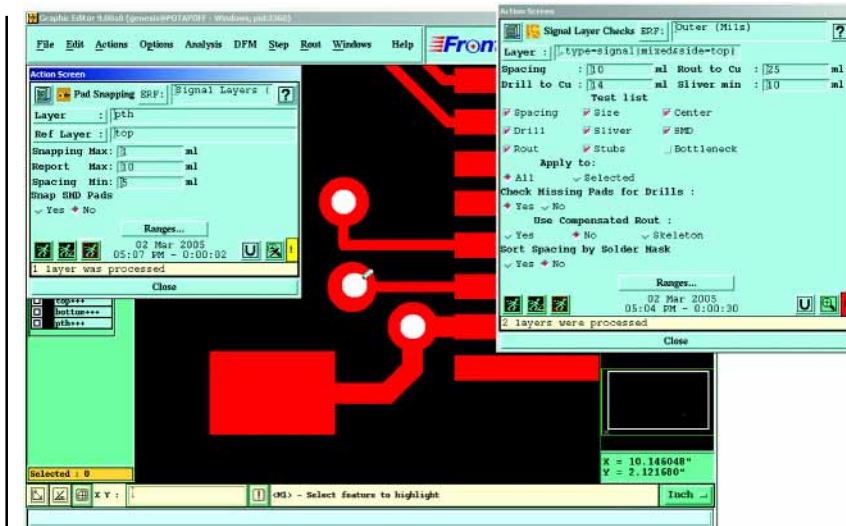 Graphic Editor 9.00a8 (genesis@POTAPOFF - Windows, pid:3360)
File Edit Actions Options Analysis DFM Step Rout Windows Help
Front
Action Screen
Pad Snapping ERF: Signal Layers (
?
Layer : pth
Ref Layer : top
Snapping Max: 1 ml
Report Max: 10 ml
Spacing Min: 5 ml
Snap SMD Pads
Yes No
Ranges...
02 Mar 2005
05:07 PM - 0:00:02
U
!
1 layer was processed
Close
top+++
bottom+++
pth+++
Selected : 0
X Y :
! <M1> - Select feature to highlight
Inch
X = 10.146048"
Y = 2.121680"
Action Screen
Signal Layer Checks ERF: Outer (Mils)
?
Layer : .type=signal|mixed&side=top|
Spacing : 10 ml Rout to Cu : 25 ml
Drill to Cu : 14 ml Sliver min : 10 ml
Test list
Spacing Size Center
Drill Sliver SMD
Rout Stubs Bottleneck
Apply to:
All Selected
Check Missing Pads for Drills :
Yes No
Use Compensated Rout :
Yes No Skeleton
Sort Spacing by Solder Mask
Yes No
Ranges...
02 Mar 2005
05:04 PM - 0:00:30
U
2 layers were processed
Close